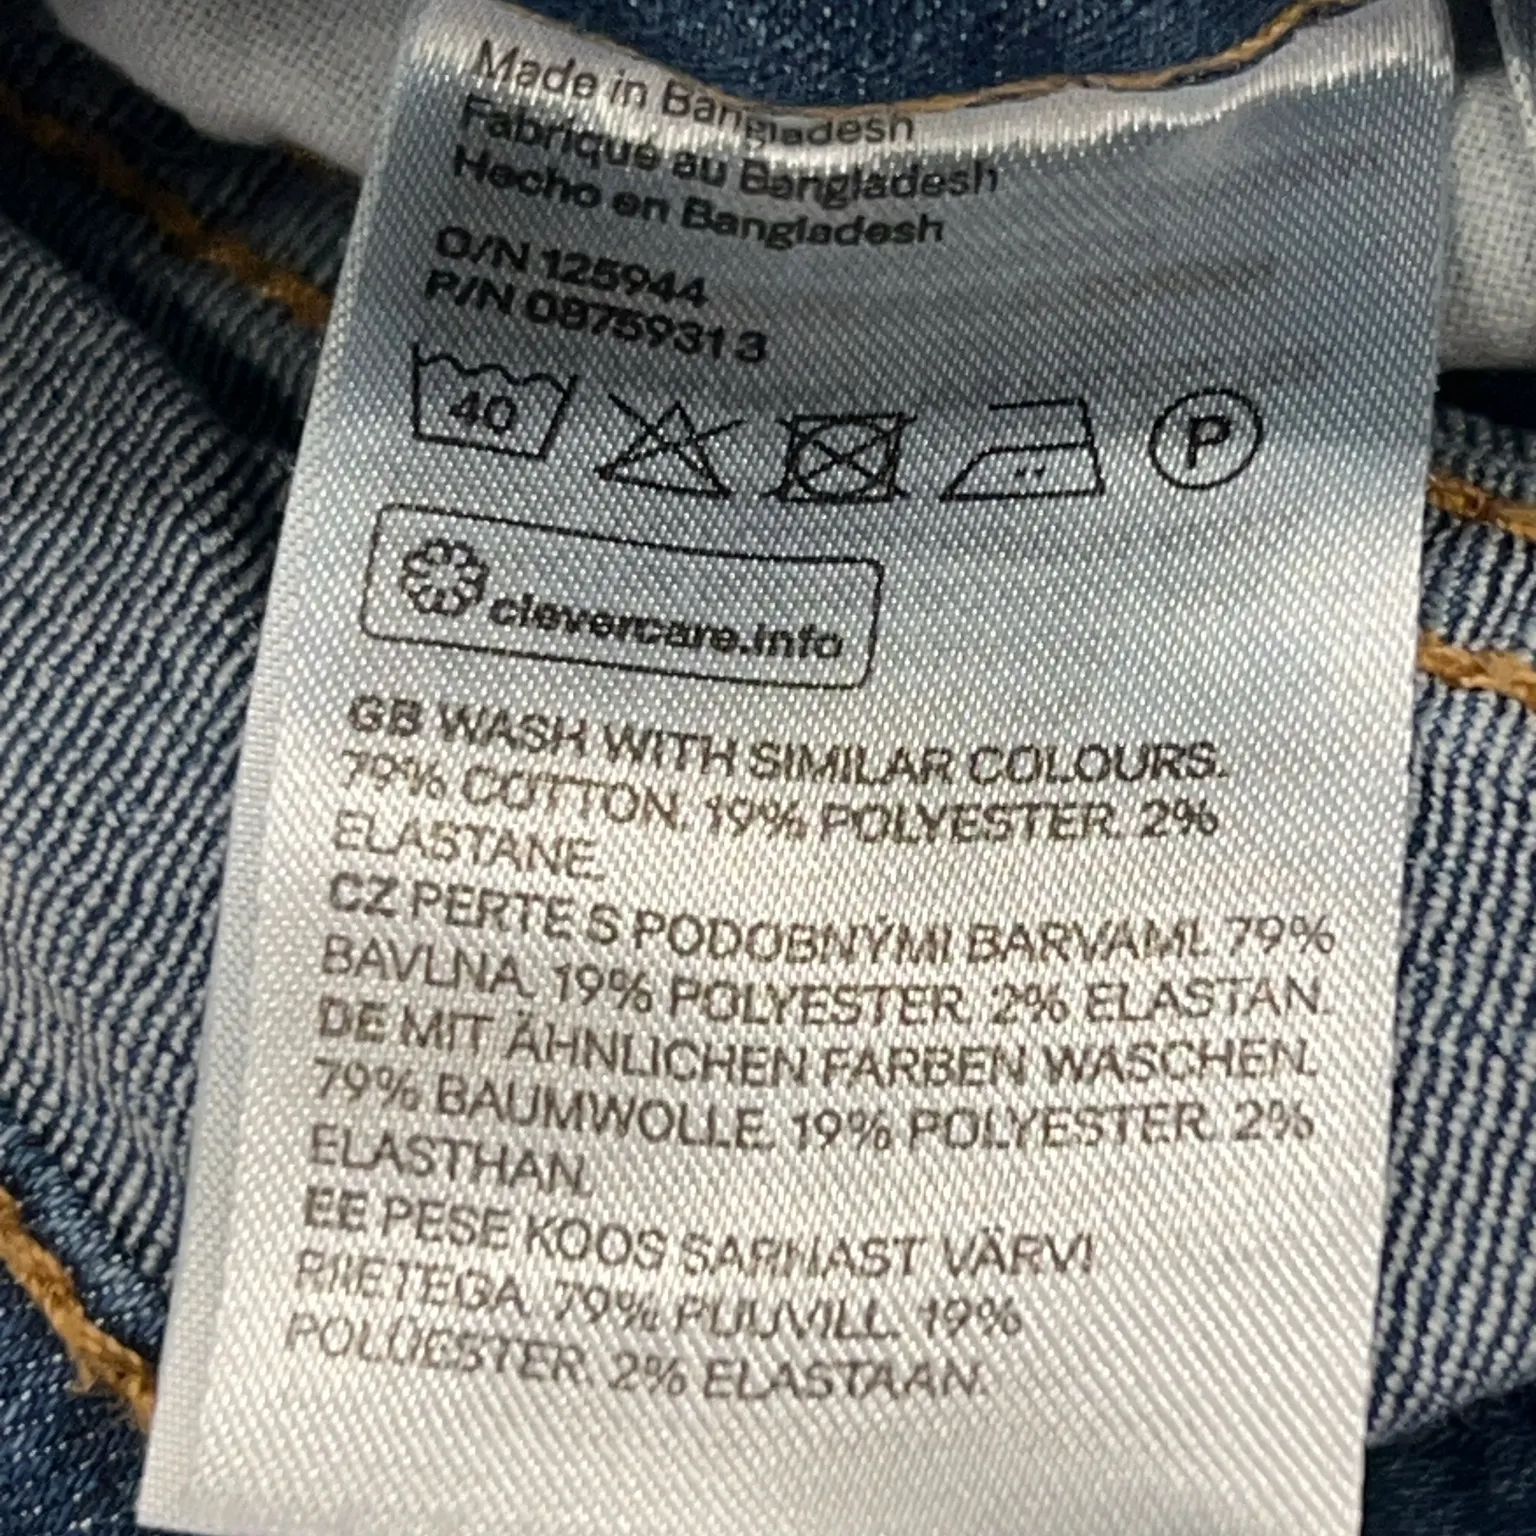 Made in Bangladesh
Fabriqué au Bangladesh
Hecho en Bangladesh
O/N 125944
P/N 08759313
40
P
clevercare.info
GB WASH WITH SIMILAR COLOURS.
79% COTTON. 19% POLYESTER. 2%
ELASTANE.
CZ PERTE S PODOBNÝMI BARVAMI. 79%
BAVLNA. 19% POLYESTER. 2% ELASTAN.
DE MIT ÄHNLICHEN FARBEN WASCHEN.
79% BAUMWOLLE. 19% POLYESTER. 2%
ELASTHAN.
EE PESE KOOS SARNAST VÄRVI
RIIETEGA. 79% PUUVILL. 19%
POLÜESTER. 2% ELASTAAN.